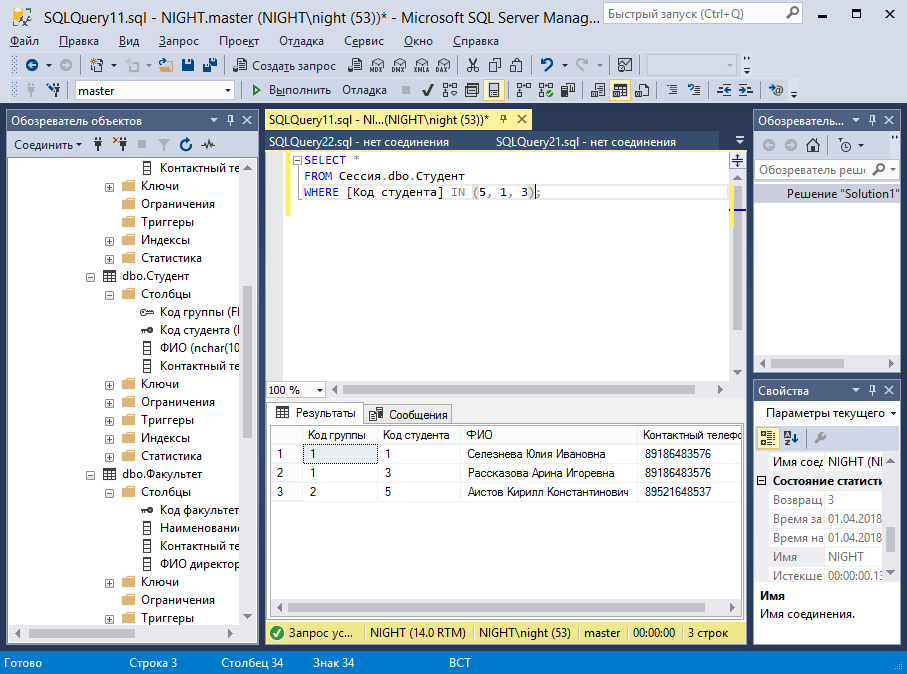 SQLQuery11.sql - NIGHT.master (NIGHT\night (53))* - Microsoft SQL Server Manag...
Быстрый запуск (Ctrl+Q)
Файл Правка Вид Запрос Проект Отладка Сервис Окно Справка
Создать запрос MDX DMX XMLA DAX
master Выполнить Отладка
Обозреватель объектов
Соединить
Контактный те
Ключи
Ограничения
Триггеры
Индексы
Статистика
dbo.Студент
Столбцы
Код группы (FI
Код студента (I
ФИО (nchar(10
Контактный те
Ключи
Ограничения
Триггеры
Индексы
Статистика
dbo.Факультет
Столбцы
Код факультет
Наименовани
Контактный те
ФИО директор
Ключи
Ограничения
Триггеры
SQLQuery11.sql - NI...(NIGHT\night (53))*
SQLQuery22.sql - нет соединения SQLQuery21.sql - нет соединения
SELECT *
FROM Сессия.dbo.Студент
WHERE [Код студента] IN (5, 1, 3);
100 %
Результаты Сообщения
Код группы Код студента ФИО Контактный телефо
1 1 1 Селезнева Юлия Ивановна 89186483576
2 1 3 Рассказова Арина Игоревна 89186483576
3 2 5 Аистов Кирилл Константинович 89521648537
Запрос ус... NIGHT (14.0 RTM) NIGHT\night (53) master 00:00:00 3 строк
Обозреватель...
Обозреватель реше
Решение "Solution1"
Свойства
Параметры текущего
Имя соед NIGHT (NI
Состояние статисти
Возвращ 3
Время за 01.04.2018
Время на 01.04.2018
Имя NIGHT
Истекше 00:00:00.13
Имя
Имя соединения.
Готово Строка 3 Столбец 34 Знак 34 ВСТ